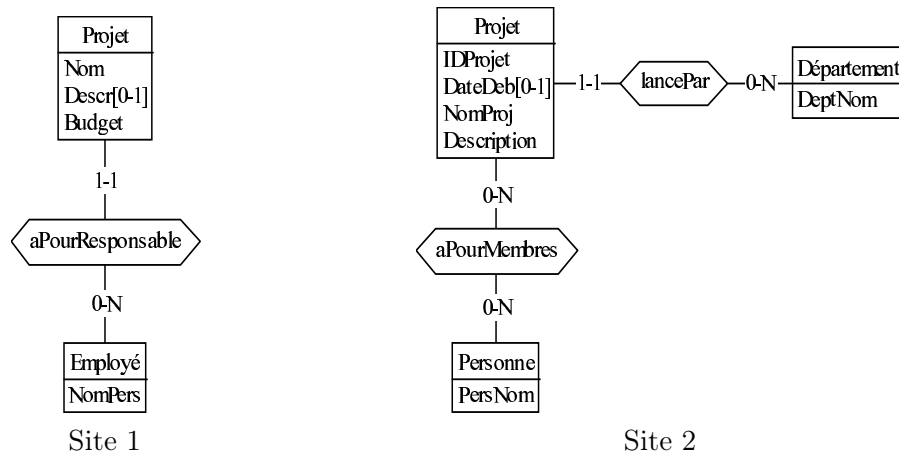 Projet
Nom
Descr[0-1]
Budget
1-1
aPourResponsable
0-N
Employé
NomPers
Site 1
Projet
IDProjet
DateDeb[0-1]
NomProj
Description
1-1
lancePar
0-N
Département
DeptNom
0-N
aPourMembres
0-N
Personne
PersNom
Site 2